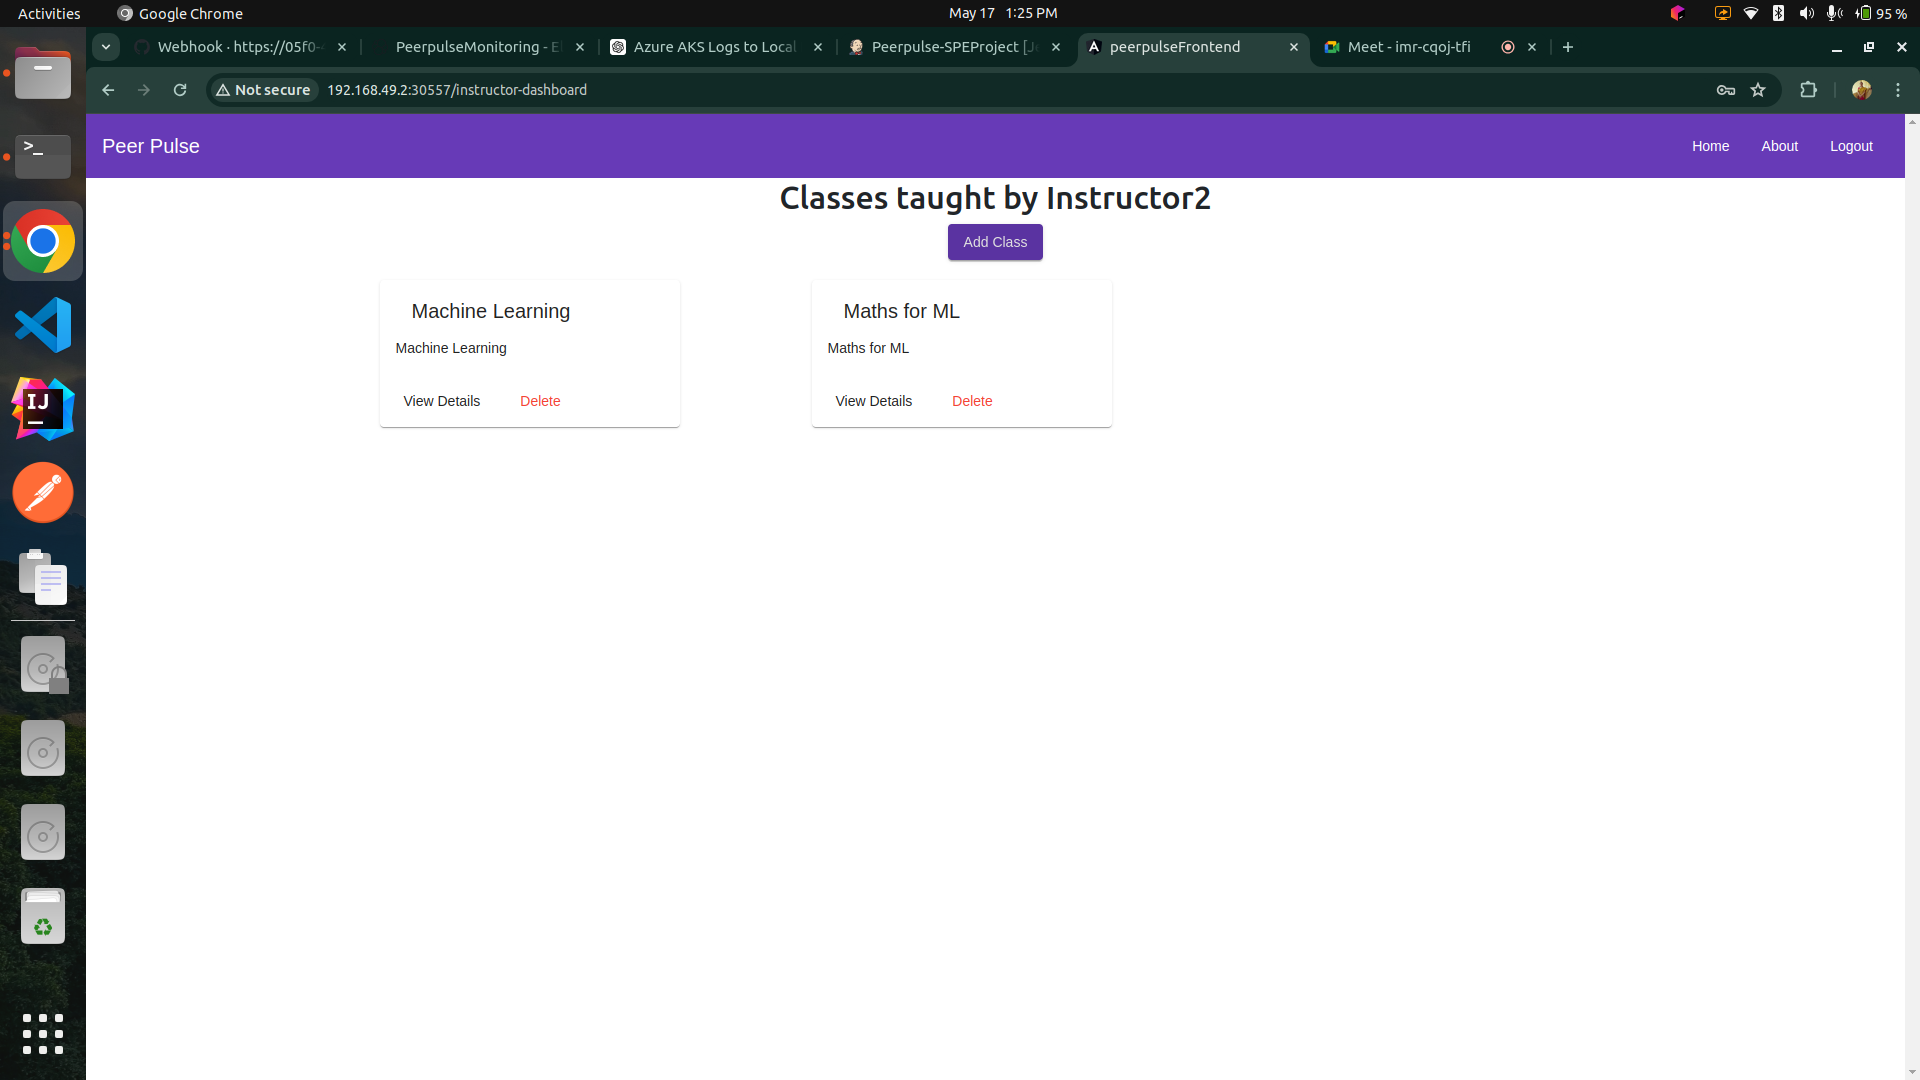 Activities Google Chrome May 17 1:25 PM 95 %
Webhook · https://05f0- PeerpulseMonitoring - El Azure AKS Logs to Local Peerpulse-SPEProject [Je peerpulseFrontend Meet - imr-cqoj-tfi
Not secure 192.168.49.2:30557/instructor-dashboard
Peer Pulse Home About Logout
Classes taught by Instructor2
Add Class
Machine Learning Maths for ML
Machine Learning Maths for ML
View Details Delete View Details Delete
>_
IJ